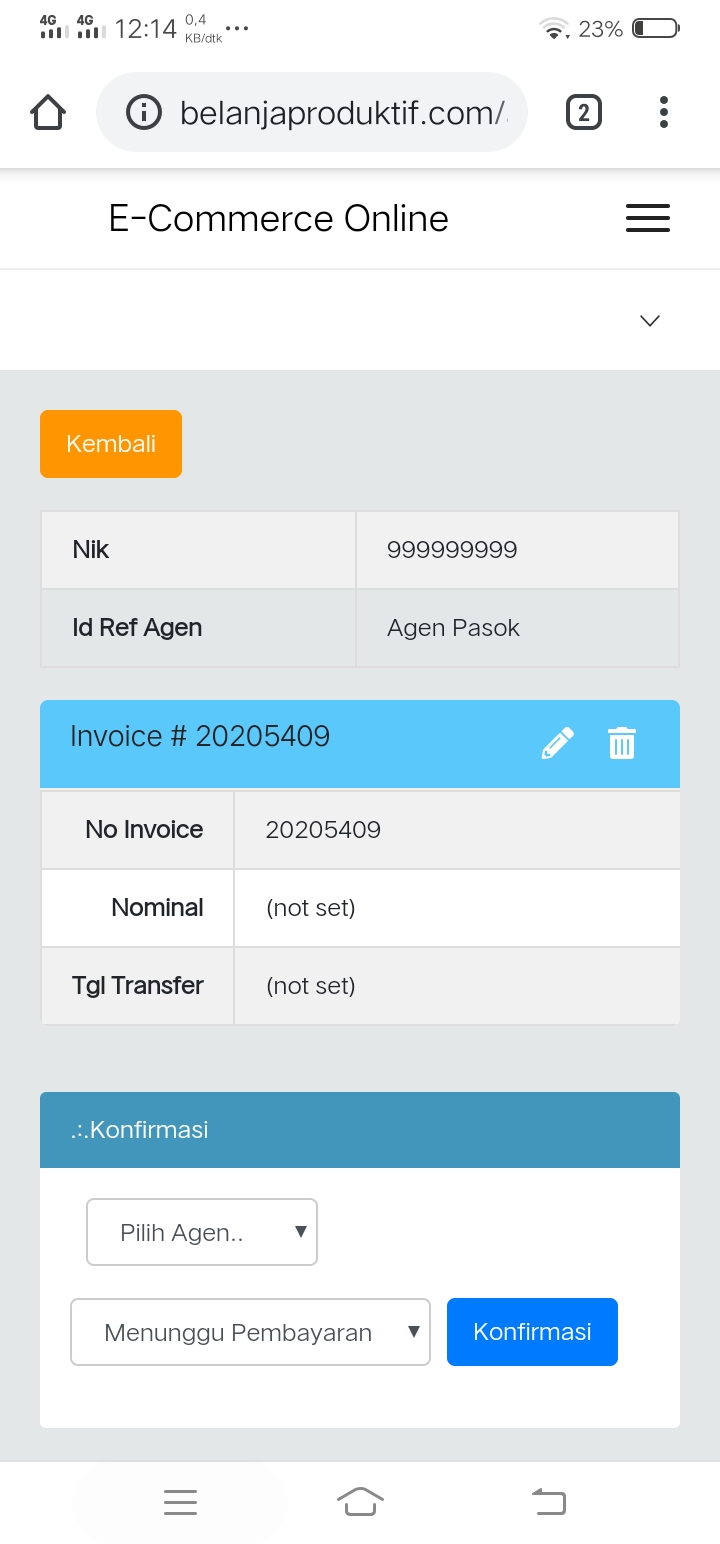 4G 4G 12:14 0,4 KB/dtk ... 23%
belanjaproduktif.com/ 2
E-Commerce Online
Kembali
Nik 999999999
Id Ref Agen Agen Pasok
Invoice # 20205409
No Invoice 20205409
Nominal (not set)
Tgl Transfer (not set)
.:.Konfirmasi
Pilih Agen..
Menunggu Pembayaran Konfirmasi